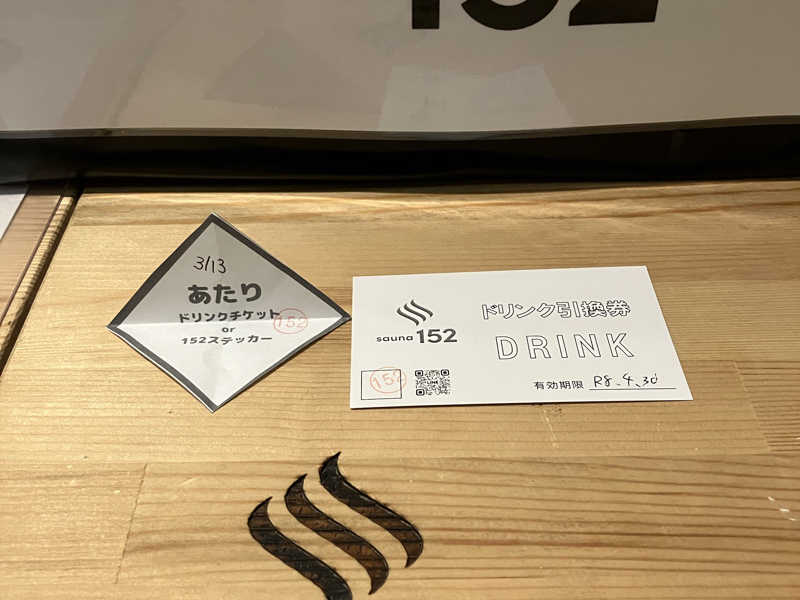 152
3/13
あたり
ドリンクチケット
or
152ステッカー
152
sauna 152
ドリンク引換券
DRINK
152
LINE
有効期限 R8.4.30